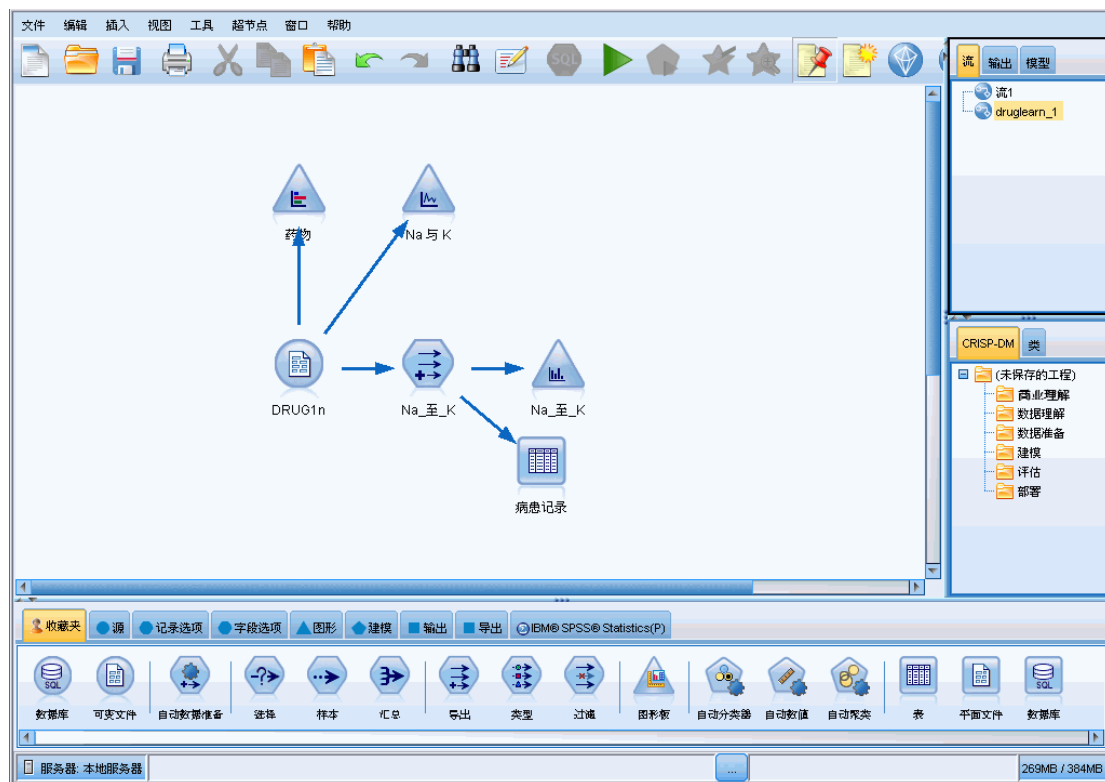 文件 编辑 插入 视图 工具 超节点 窗口 帮助
SQL
流 输出 模型
流1
druglearn_1
药物 Na 与 K
DRUG1n Na_至_K Na_至_K
病患记录
CRISP-DM 类
(未保存的工程)
商业理解
数据理解
数据准备
建模
评估
部署
收藏夹 源 记录选项 字段选项 图形 建模 输出 导出 IBM® SPSS® Statistics(P)
SQL SQL
数据库 可变文件 自动数据准备 选择 样本 汇总 导出 类型 过滤 图形板 自动分类器 自动数值 自动聚类 表 平面文件 数据库
服务器: 本地服务器 ... 269MB / 384MB